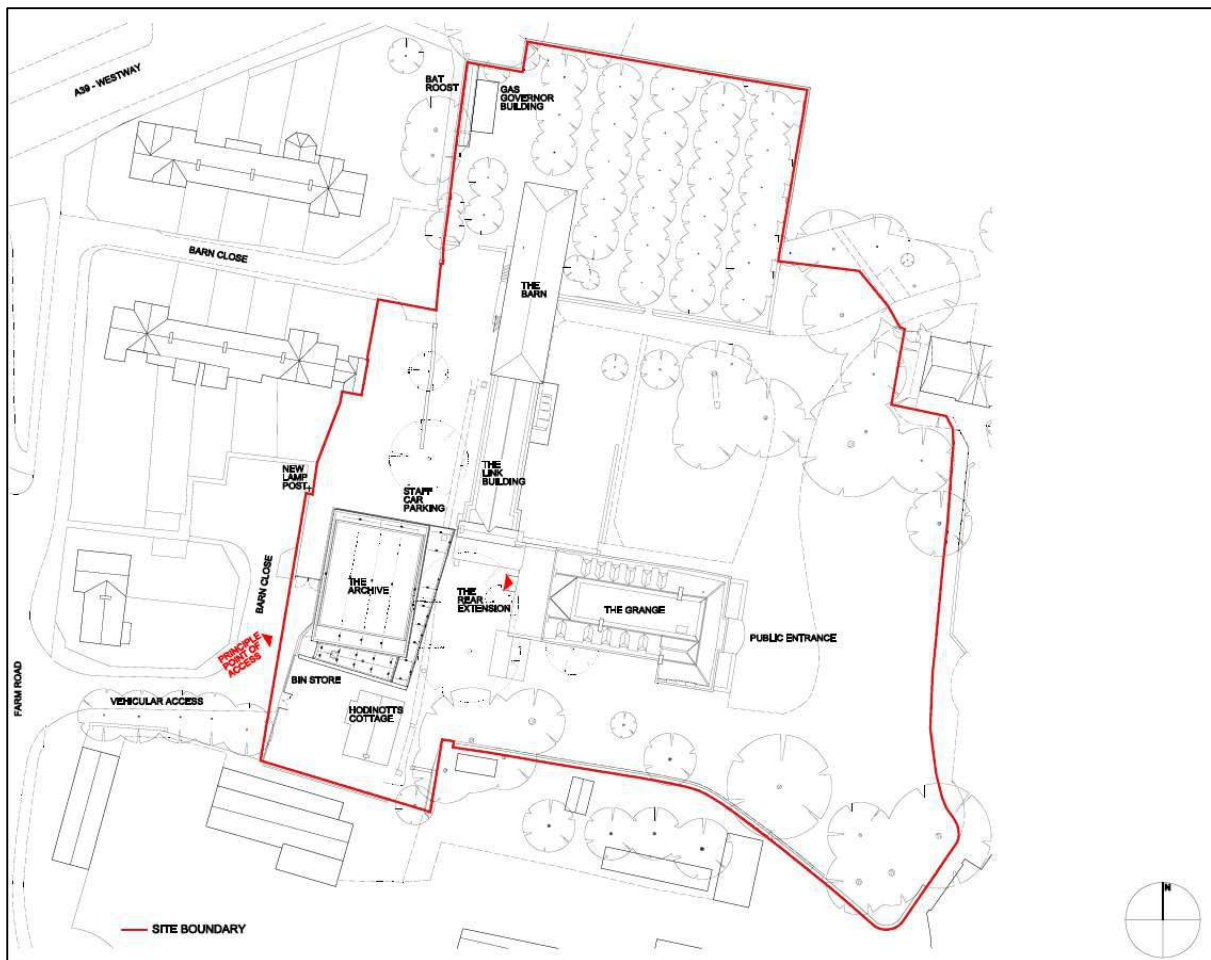 A39 - WESTWAY
BAT
ROOST
GAS
GOVERNOR
BUILDING
BARN CLOSE
THE
BARN
NEW
LAMP
POST
STAFF
CAR
PARKING
THE
LINK
BUILDING
BARN CLOSE
THE
ARCHIVE
THE
REAR
EXTENSION
THE GRANGE
PUBLIC ENTRANCE
PRINCIPLE
POINT OF
ACCESS
BIN STORE
VEHICULAR ACCESS
HODINOTTS
COTTAGE
FARM ROAD
SITE BOUNDARY
N